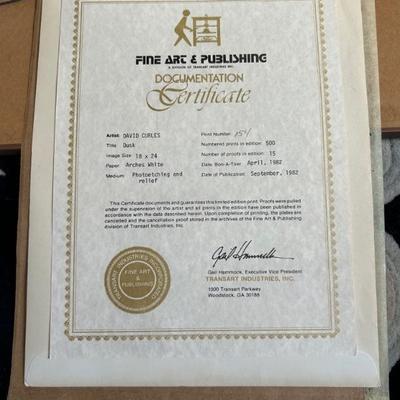 FINE ART & PUBLISHING
A DIVISION OF TRANSART INDUSTRIES INC.
DOCUMENTATION
Certificate
Artist: DAVID CURLES
Title: Dusk
Image Size: 18 x 24
Paper: Arches White
Medium: Photoetching and relief
Print Number: 154
Numbered prints in edition: 500
Number of proofs in edition: 15
Date Bon-A-Tirer: April, 1982
Date of Publication: September, 1982
This Certificate documents and guarantees this limited edition print. Proofs were pulled
under the supervision of the artist and all prints in the edition have been published in
accordance with the data described herein. Upon completion of printing, the plates are
cancelled and the cancellation proof stored in the archives of the Fine Art & Publishing
division of Transart Industries, Inc.
Gail Hammock
Gail Hammock, Executive Vice President
TRANSART INDUSTRIES, INC.
1000 Transart Parkway
Woodstock, GA 30188
TRANSART INDUSTRIES INCORPORATED
FINE ART
&
PUBLISHING